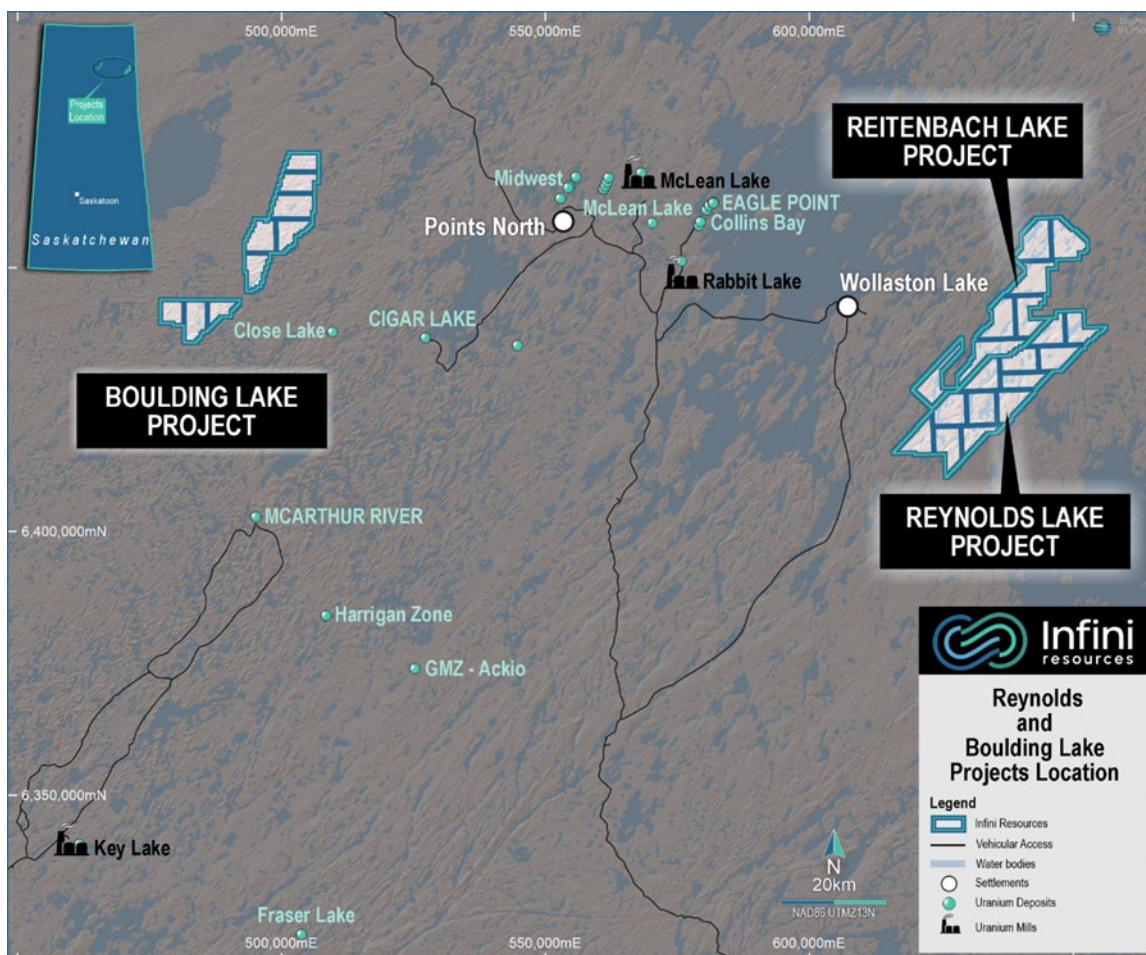 500,000mE
550,000mE
600,000mE
Projects
Location
Saskatoon
Saskatchewan
REITENBACH LAKE
PROJECT
Midwest
McLean Lake
McLean Lake
EAGLE POINT
Collins Bay
Points North
Rabbit Lake
Wollaston Lake
Close Lake
CIGAR LAKE
BOULDING LAKE
PROJECT
MCARTHUR RIVER
6,400,000mN
REYNOLDS LAKE
PROJECT
Harrigan Zone
GMZ - Ackio
Infini
resources
Reynolds
and
Boulding Lake
Projects Location
Legend
Infini Resources
Vehicular Access
Water bodies
Settlements
Uranium Deposits
Uranium Mills
6,350,000mN
Key Lake
N
20km
NAD86 UTMZ13N
Fraser Lake
500,000mE
550,000mE
600,000mE